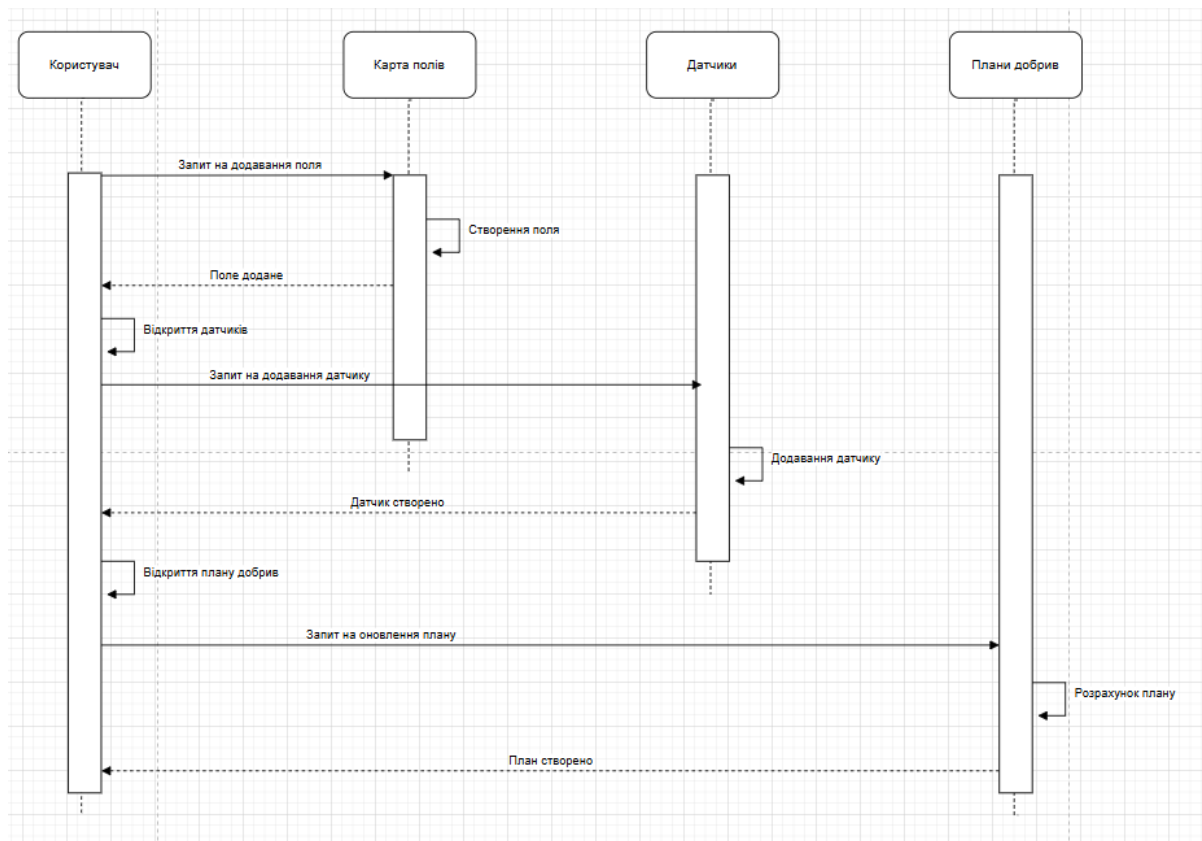 Користувач
Карта полів
Датчики
Плани добрив
Запит на додавання поля
Створення поля
Поле додане
Відкриття датчиків
Запит на додавання датчику
Додавання датчику
Датчик створено
Відкриття плану добрив
Запит на оновлення плану
Розрахунок плану
План створено